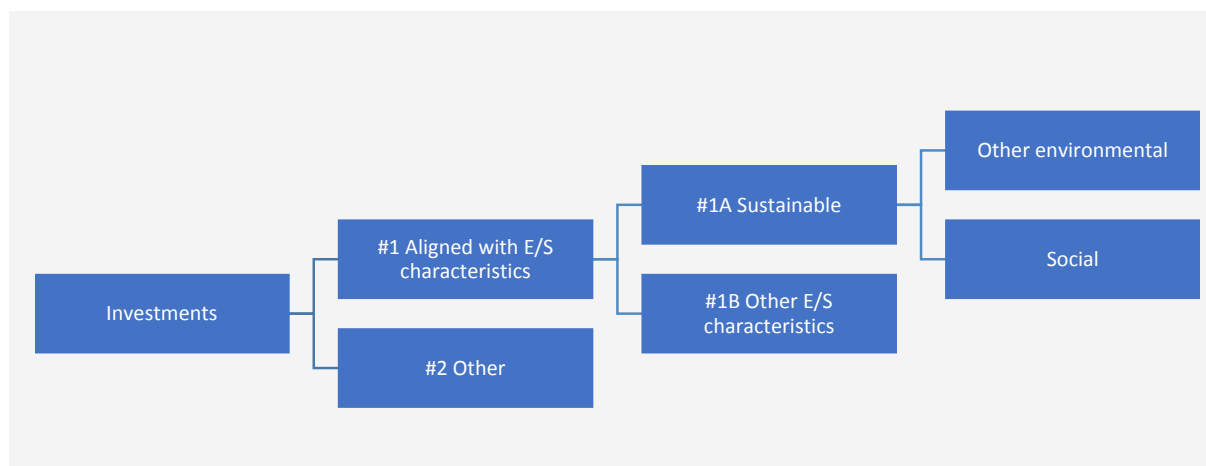 Investments
#1 Aligned with E/S
characteristics
#2 Other
#1A Sustainable
#1B Other E/S
characteristics
Other environmental
Social